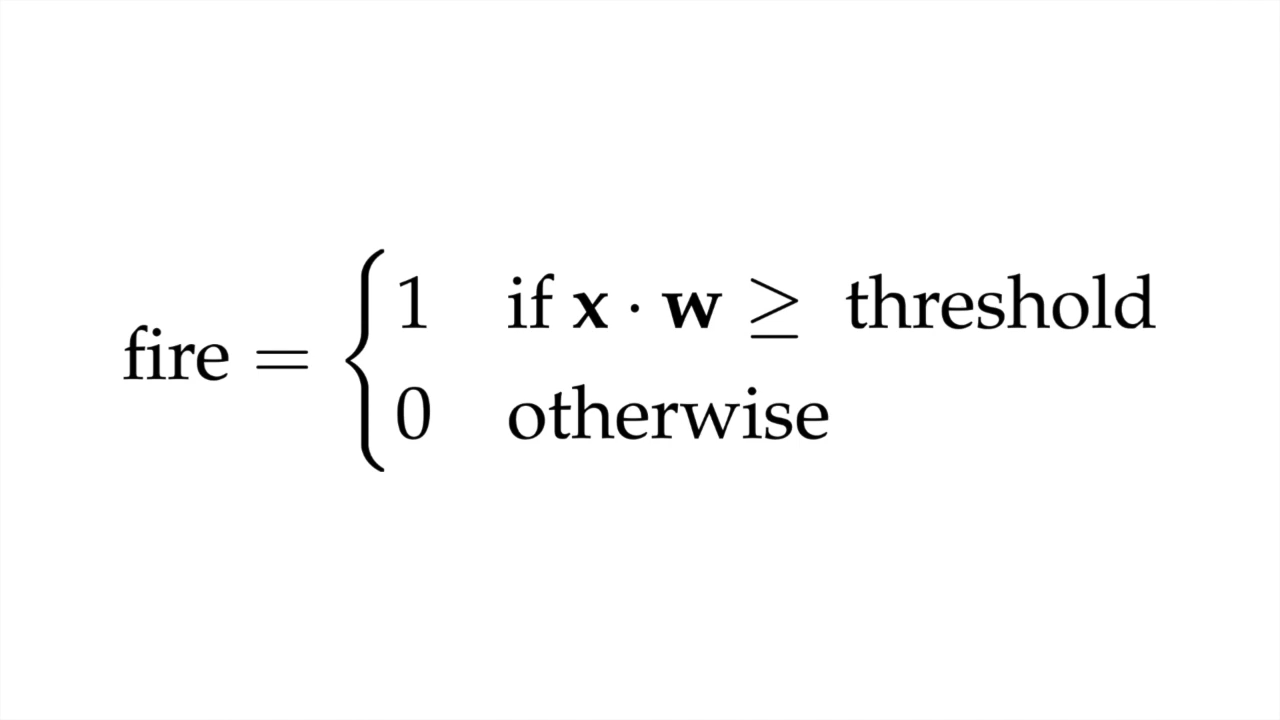 fire = { 1 if x · w ≥ threshold
0 otherwise